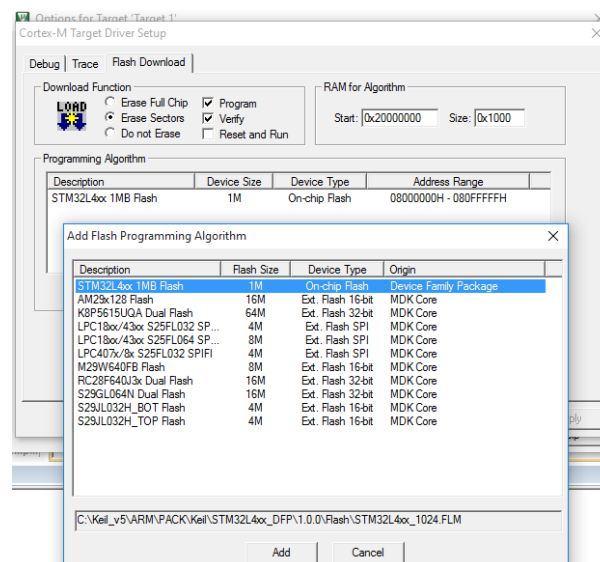 Options for Target 'Target 1'
Cortex-M Target Driver Setup
Debug Trace Flash Download
Download Function
LOAD
Erase Full Chip
Erase Sectors
Do not Erase
Program
Verify
Reset and Run
RAM for Algorithm
Start: 0x20000000 Size: 0x1000
Programming Algorithm
Description Device Size Device Type Address Range
STM32L4xx 1MB Flash 1M On-chip Flash 08000000H - 080FFFFFH
Add Flash Programming Algorithm
Description Flash Size Device Type Origin
STM32L4xx 1MB Flash 1M On-chip Flash Device Family Package
AM29x128 Flash 16M Ext. Flash 16-bit MDK Core
K8P5615UQA Dual Flash 64M Ext. Flash 32-bit MDK Core
LPC18xx/43xx S25FL032 SP... 4M Ext. Flash SPI MDK Core
LPC18xx/43xx S25FL064 SP... 8M Ext. Flash SPI MDK Core
LPC407x/8x S25FL032 SPIFI 4M Ext. Flash SPI MDK Core
M29W640FB Flash 8M Ext. Flash 16-bit MDK Core
RC28F640J3x Dual Flash 16M Ext. Flash 32-bit MDK Core
S29GL064N Dual Flash 16M Ext. Flash 32-bit MDK Core
S29JL032H_BOT Flash 4M Ext. Flash 16-bit MDK Core
S29JL032H_TOP Flash 4M Ext. Flash 16-bit MDK Core
C:\Keil_v5\ARM\PACK\Keil\STM32L4xx_DFP\1.0.0\Flash\STM32L4xx_1024.FLM
Add Cancel